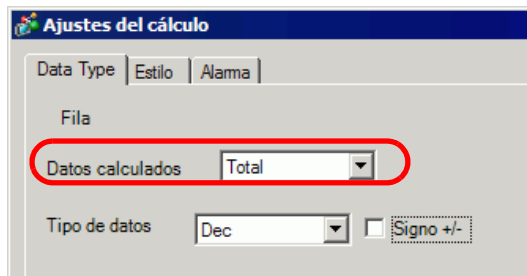 Ajustes del cálculo
Data Type Estilo Alarma
Fila
Datos calculados Total
Tipo de datos Dec Signo +/-